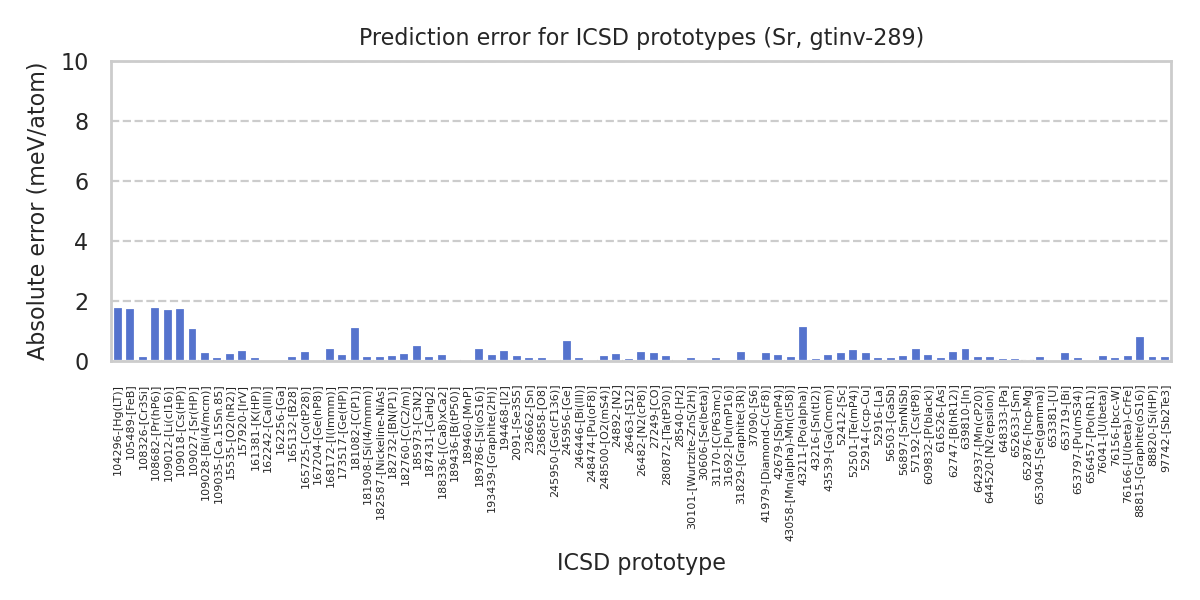 Prediction error for ICSD prototypes (Sr, gtinv-289)
Absolute error (meV/atom)
10
8
6
4
2
0
104296-[Hg(LT)]
105489-[FeB]
108326-[Cr3Si]
108682-[Pr(hP6)]
109012-[Li(cI16)]
109018-[Cs(HP)]
109027-[Sr(HP)]
109028-[Bi(I4/mcm)]
109035-[Ca.15Sn.85]
15535-[O2(hR2)]
157920-[IrV]
161381-[K(HP)]
162242-[Ca(III)]
162256-[Ga]
165132-[B28]
165725-[Co(tP28)]
167204-[Ge(hP8)]
168172-[I(Immm)]
173517-[Ge(HP)]
181082-[C(P1)]
181908-[Si(I4/mmm)]
182587-[Nickeline-NiAs]
182732-[BN(P1)]
182760-[C(C2/m)]
185973-[C3N2]
187431-[CaHg2]
188336-[(Ca8)xCa2]
189436-[B(tP50)]
189460-[MnP]
189786-[Si(oS16)]
193439-[Graphite(2H)]
194468-[I2]
2091-[Se3S5]
236662-[Sn]
236858-[O8]
245950-[Ge(cF136)]
245956-[Ge]
246446-[Bi(III)]
248474-[Pu(oF8)]
248500-[O2(mS4)]
24892-[N2]
26463-[S12]
26482-[N2(cP8)]
272249-[CO]
280872-[Ta(tP30)]
28540-[H2]
30101-[Wurtzite-ZnS(2H)]
30606-[Se(beta)]
31170-[C(P63mc)]
31692-[Pu(mP16)]
31829-[Graphite(3R)]
37090-[S6]
41979-[Diamond-C(cF8)]
42679-[Sb(mP4)]
43058-[Mn(alpha)-Mn(cI58)]
43211-[Po(alpha)]
43216-[Sn(tI2)]
43539-[Ga(Cmcm)]
52412-[Sc]
52501-[Te(mP4)]
52914-[ccp-Cu]
52916-[La]
56503-[GaSb]
56897-[SmNiSb]
57192-[Cs(tP8)]
609832-[P(black)]
616526-[As]
62747-[B(hR12)]
639810-[In]
642937-[Mn(cP20)]
644520-[N2(epsilon)]
648333-[Pa]
652633-[Sm]
652876-[hcp-Mg]
653045-[Se(gamma)]
653381-[U]
653719-[Bi]
653797-[Pu(mS34)]
656457-[Po(hR1)]
76041-[U(beta)]
76156-[bcc-W]
76166-[U(beta)-CrFe]
88815-[Graphite(oS16)]
88820-[Si(HP)]
97742-[Sb2Te3]
ICSD prototype